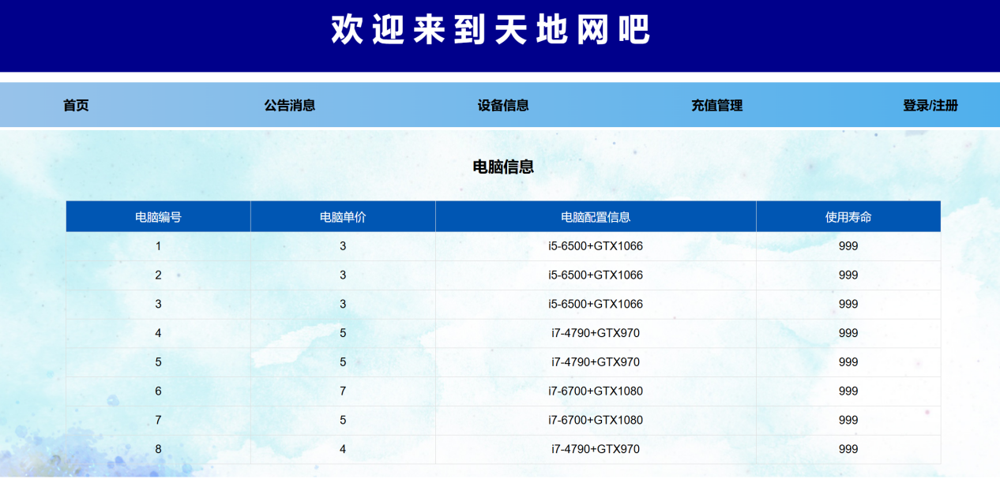 欢迎来到天地网吧
首页 公告消息 设备信息 充值管理 登录/注册
电脑信息
电脑编号 电脑单价 电脑配置信息 使用寿命
1 3 i5-6500+GTX1066 999
2 3 i5-6500+GTX1066 999
3 3 i5-6500+GTX1066 999
4 5 i7-4790+GTX970 999
5 5 i7-4790+GTX970 999
6 7 i7-6700+GTX1080 999
7 5 i7-6700+GTX1080 999
8 4 i7-4790+GTX970 999